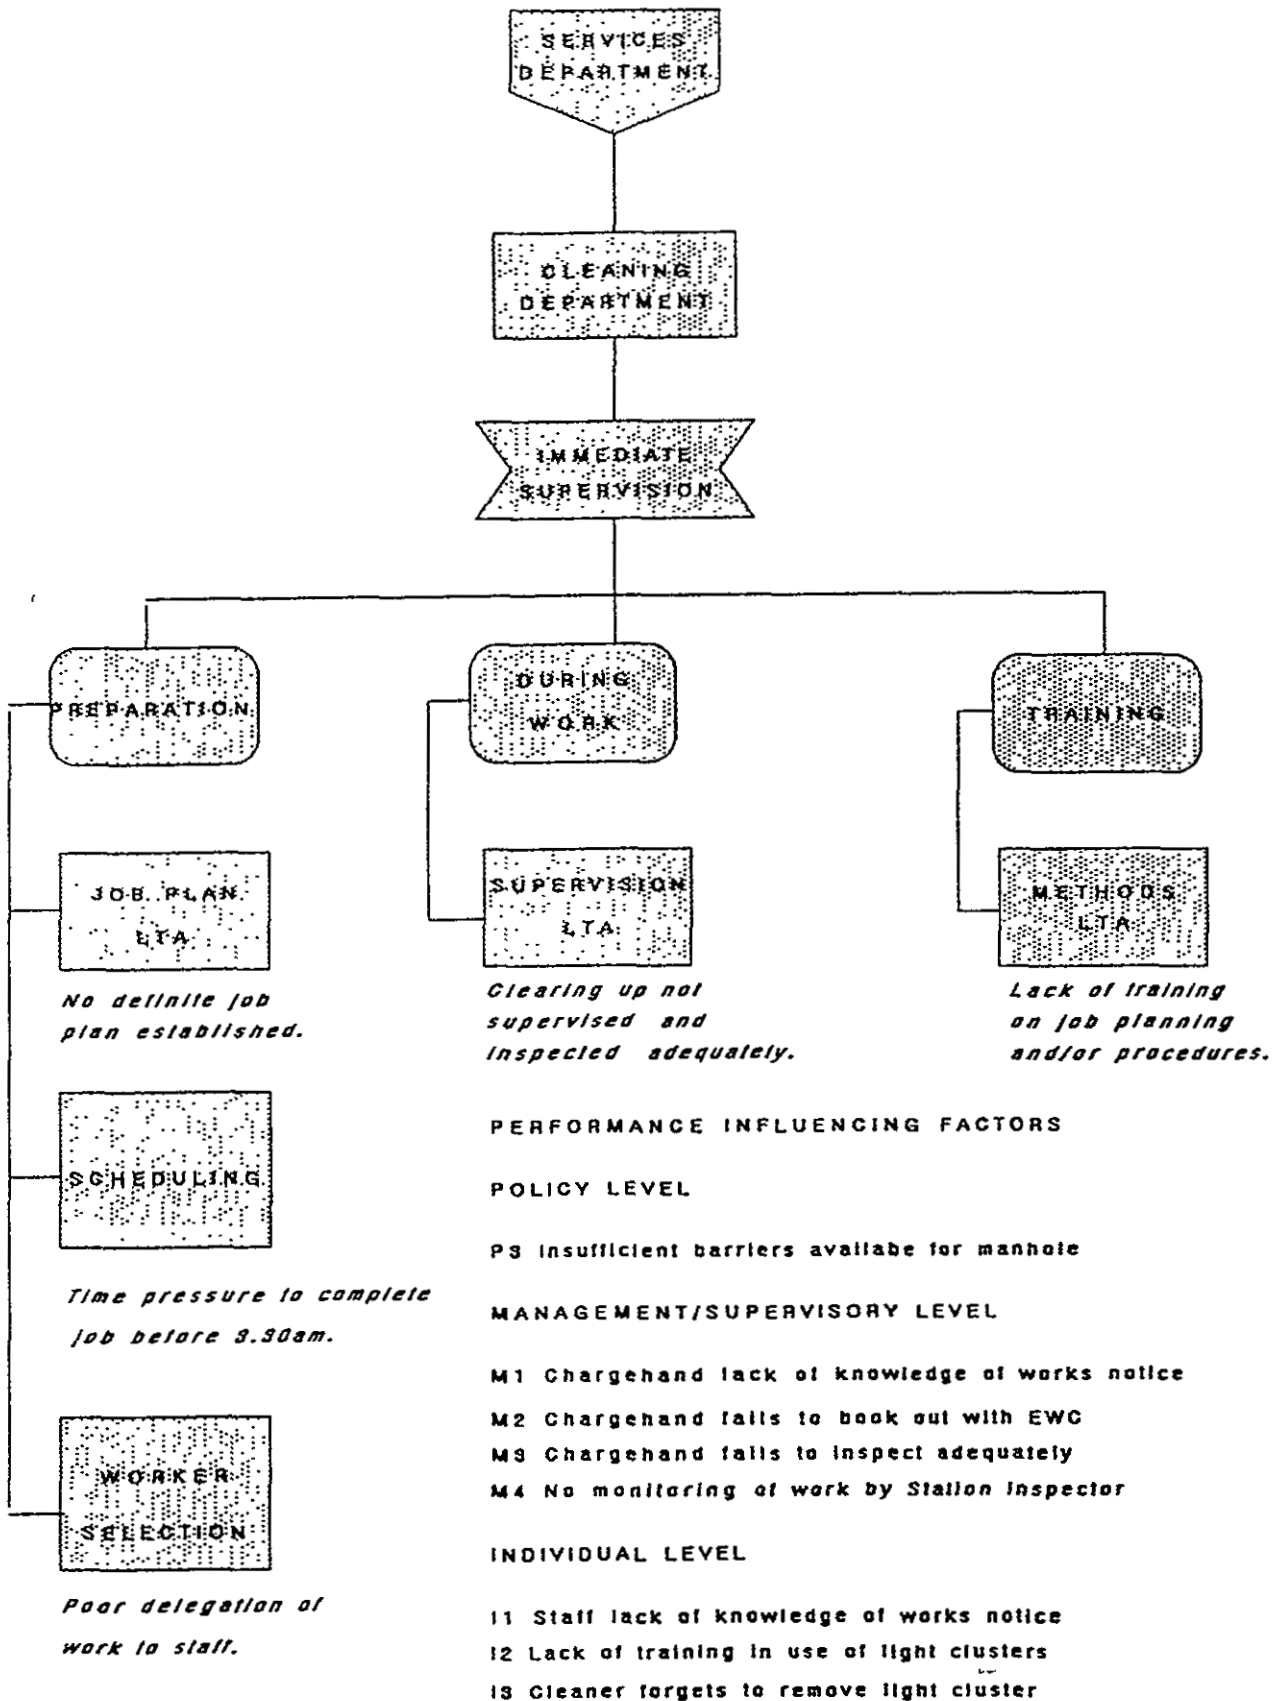 SERVICES
DEPARTMENT
CLEANING
DEPARTMENT
IMMEDIATE
SUPERVISION
PREPARATION
DURING
WORK
TRAINING
JOB PLAN
LTA
No definite job
plan established.
SUPERVISION
LTA
Clearing up not
supervised and
inspected adequately.
METHODS
LTA
Lack of training
on job planning
and/or procedures.
SCHEDULING
Time pressure to complete
job before 3.30am.
WORKER
SELECTION
Poor delegation of
work to staff.
PERFORMANCE INFLUENCING FACTORS
POLICY LEVEL
P3 Insufficient barriers availabe for manhole
MANAGEMENT/SUPERVISORY LEVEL
M1 Chargehand lack of knowledge of works notice
M2 Chargehand fails to book out with EWC
M3 Chargehand fails to inspect adequately
M4 No monitoring of work by Station Inspector
INDIVIDUAL LEVEL
I1 Staff lack of knowledge of works notice
I2 Lack of training in use of light clusters
I3 Cleaner forgets to remove light cluster